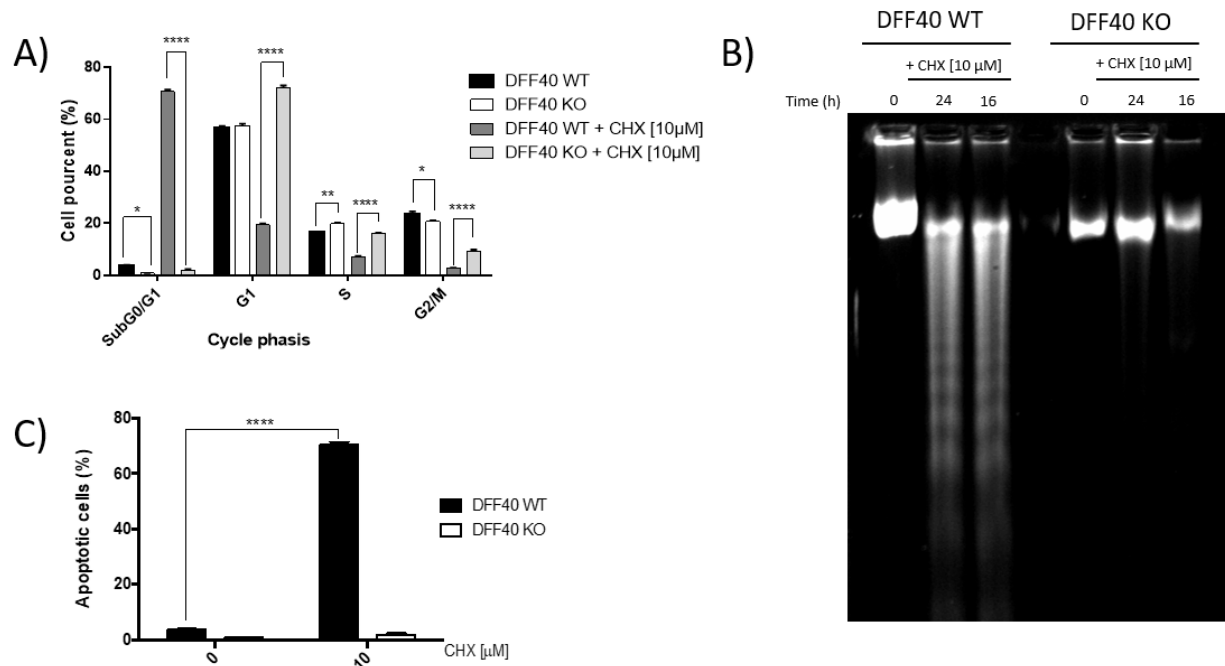 A)
80
60
40
20
0
Cell pourcent (%)
****
****
*
**
****
*
****
SubG0/G1
G1
S
G2/M
Cycle phasis
DFF40 WT
DFF40 KO
DFF40 WT + CHX [10µM]
DFF40 KO + CHX [10µM]
B)
DFF40 WT
DFF40 KO
+ CHX [10 µM]
+ CHX [10 µM]
Time (h)
0
24
16
0
24
16
C)
80
60
40
20
0
Apoptotic cells (%)
****
0
10
CHX [µM]
DFF40 WT
DFF40 KO